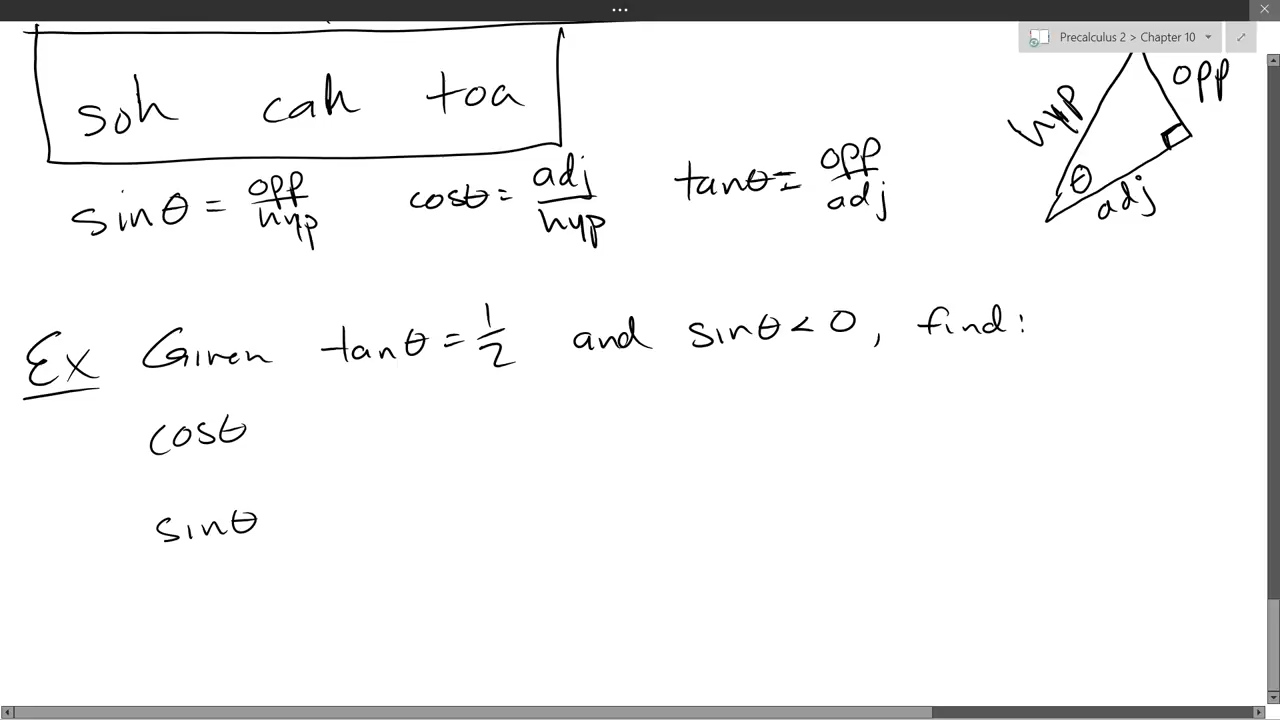 ...
Precalculus 2 > Chapter 10
soh cah toa
hyp
opp
θ
adj
sinθ = opp/hyp cosθ = adj/hyp tanθ = opp/adj
Ex Given tanθ = 1/2 and sinθ < 0, find:
cosθ
sinθ